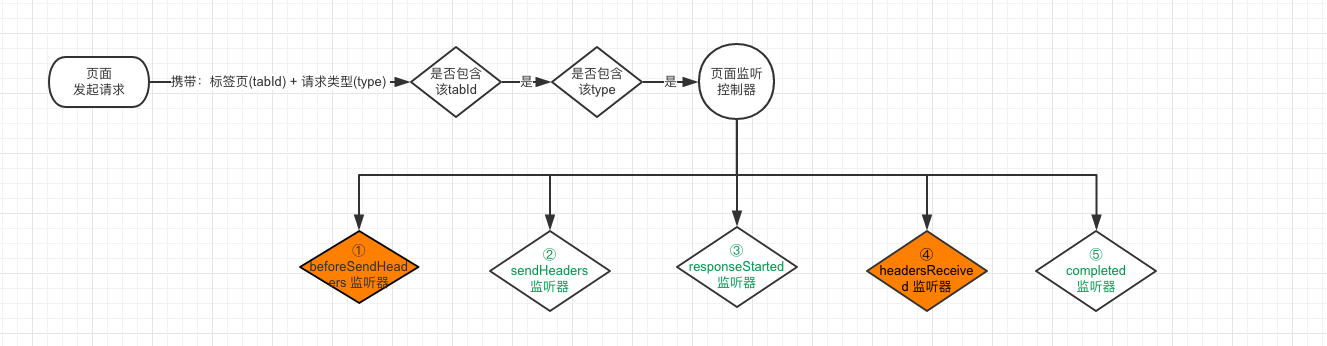 页面
发起请求
携带：标签页(tabId) + 请求类型(type)
是否包含
该tabId
是
是否包含
该type
是
页面监听
控制器
①
beforeSendHead
ers 监听器
②
sendHeaders
监听器
③
responseStarted
监听器
④
headersReceive
d 监听器
⑤
completed
监听器